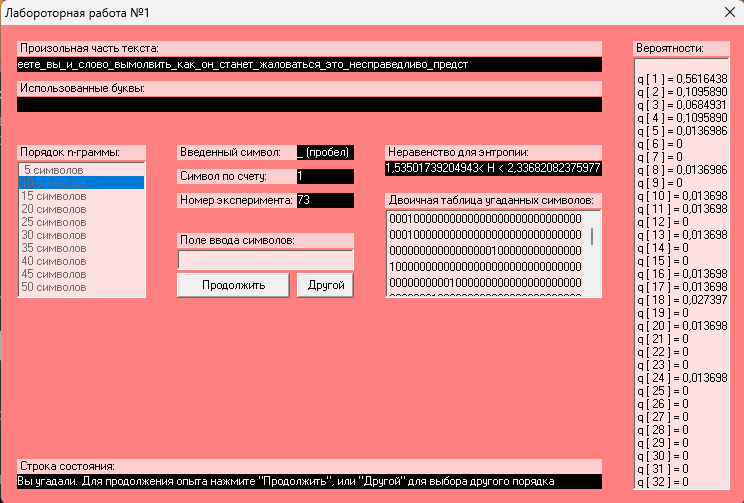 Лабороторная работа №1
Произольная часть текста:
еете_вы_и_слово_вымолвить_как_он_станет_жаловаться_это_несправедливо_предст
Использованные буквы:
Порядок n-граммы:
5 символов
10 символов
15 символов
20 символов
25 символов
30 символов
35 символов
40 символов
45 символов
50 символов
Введенный символ:
_ (пробел)
Символ по счету:
1
Номер эксперимента:
73
Поле ввода символов:
Продолжить
Другой
Неравенство для энтропии:
1,53501739204943< H < 2,33682082375977
Двоичная таблица угаданных символов:
00010000000000000000000000000000
00010000000000000000000000000000
00000000000000000100000000000000
10000000000000000000000000000000
00000000001000000000000000000000
Вероятности:
q [ 1 ] = 0,5616438
q [ 2 ] = 0,1095890
q [ 3 ] = 0,0684931
q [ 4 ] = 0,1095890
q [ 5 ] = 0,0136986
q [ 6 ] = 0
q [ 7 ] = 0
q [ 8 ] = 0,0136986
q [ 9 ] = 0
q [ 10 ] = 0,013698
q [ 11 ] = 0,013698
q [ 12 ] = 0
q [ 13 ] = 0,013698
q [ 14 ] = 0
q [ 15 ] = 0
q [ 16 ] = 0,013698
q [ 17 ] = 0,013698
q [ 18 ] = 0,027397
q [ 19 ] = 0
q [ 20 ] = 0,013698
q [ 21 ] = 0
q [ 22 ] = 0
q [ 23 ] = 0
q [ 24 ] = 0,013698
q [ 25 ] = 0
q [ 26 ] = 0
q [ 27 ] = 0
q [ 28 ] = 0
q [ 29 ] = 0
q [ 30 ] = 0
q [ 31 ] = 0
q [ 32 ] = 0
Строка состояния:
Вы угадали. Для продолжения опыта нажмите "Продолжить", или "Другой" для выбора другого порядка